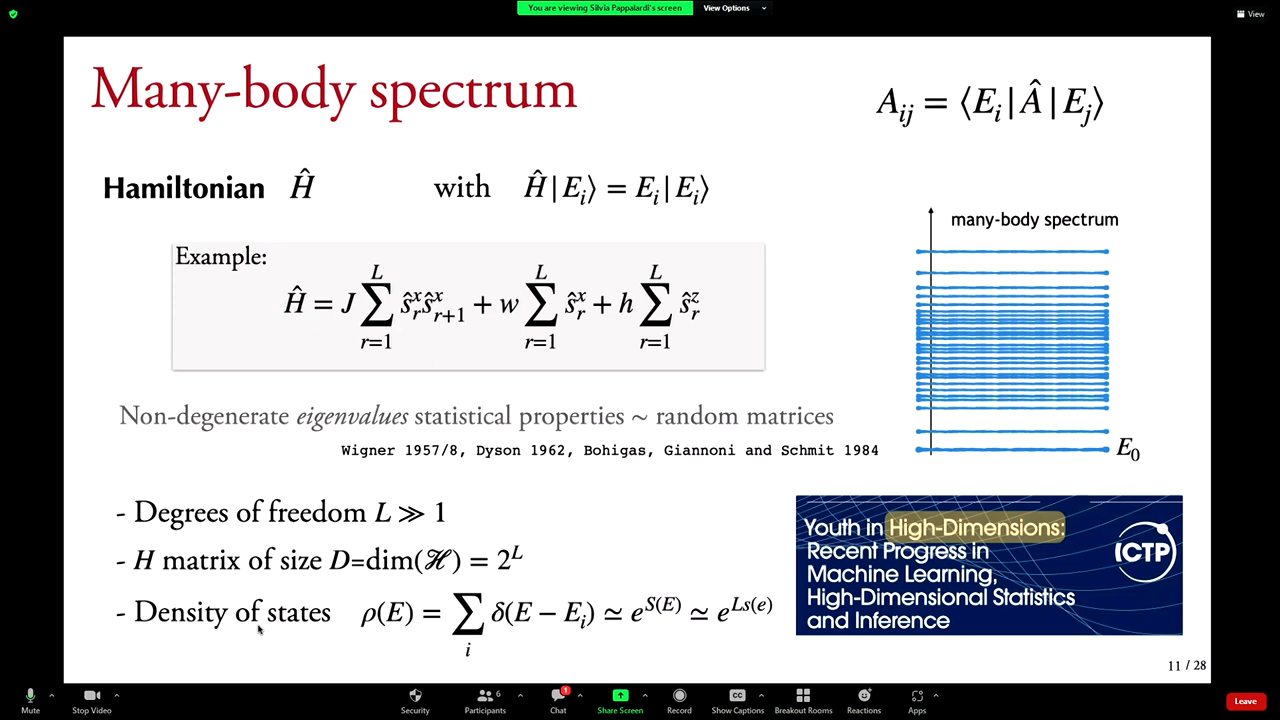 You are viewing Silvia Pappalardi's screen
View Options
View
Many-body spectrum
A_{ij} = ⟨E_i|Â|E_j⟩
Hamiltonian Ĥ with Ĥ|E_i⟩ = E_i|E_i⟩
many-body spectrum
Example:
Ĥ = J ∑_{r=1}^{L} ŝ_r^x ŝ_{r+1}^x + w ∑_{r=1}^{L} ŝ_r^x + h ∑_{r=1}^{L} ŝ_r^z
Non-degenerate eigenvalues statistical properties ~ random matrices
Wigner 1957/8, Dyson 1962, Bohigas, Giannoni and Schmit 1984
E_0
- Degrees of freedom L ≫ 1
- H matrix of size D=dim(ℋ) = 2^L
- Density of states ρ(E) = ∑_i δ(E − E_i) ≃ e^{S(E)} ≃ e^{Ls(e)}
Youth in High-Dimensions:
Recent Progress in
Machine Learning,
High-Dimensional Statistics
and Inference
ICTP
11 / 28
Mute
Stop Video
Security
Participants
6
Chat
1
Share Screen
Record
CC
Show Captions
Breakout Rooms
Reactions
Apps
Leave